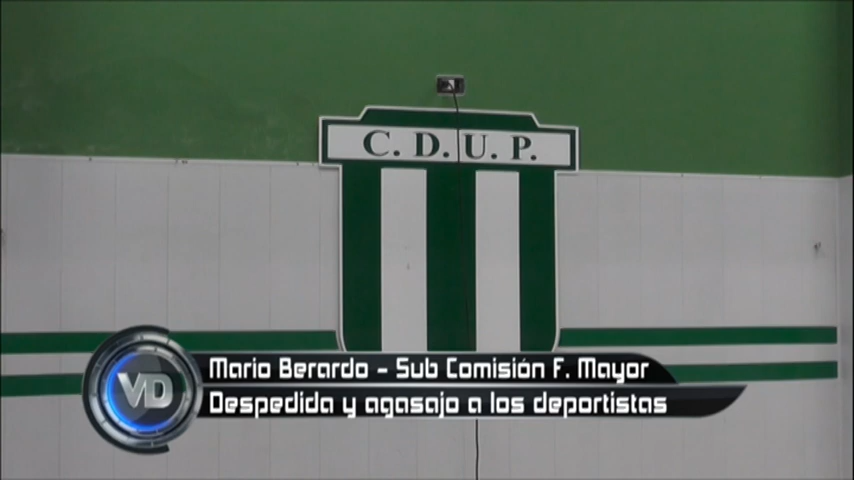 C. D. U. P.
VD
Mario Berardo - Sub Comisión F. Mayor
Despedida y agasajo a los deportistas